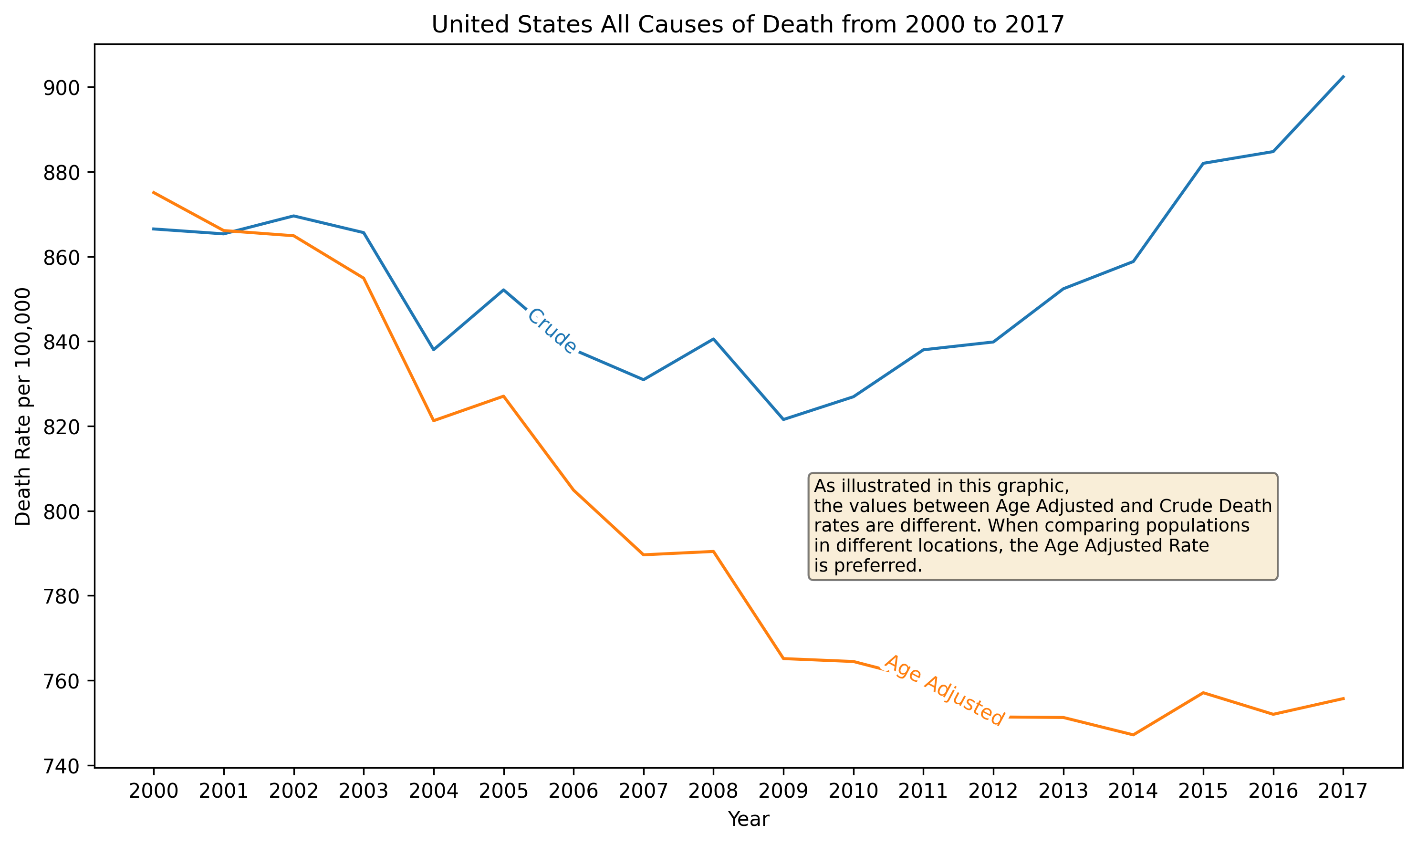 United States All Causes of Death from 2000 to 2017
900
880
860
840
820
800
780
760
740
Death Rate per 100,000
Crude
As illustrated in this graphic,
the values between Age Adjusted and Crude Death
rates are different. When comparing populations
in different locations, the Age Adjusted Rate
is preferred.
Age Adjusted
2000 2001 2002 2003 2004 2005 2006 2007 2008 2009 2010 2011 2012 2013 2014 2015 2016 2017
Year